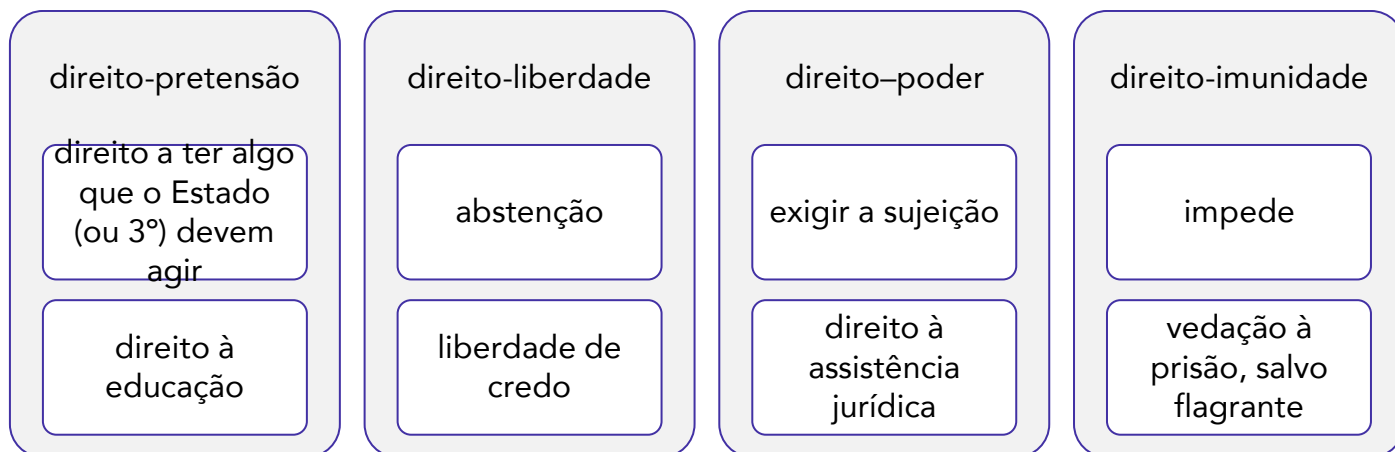 direito-pretensão
direito a ter algo
que o Estado
(ou 3º) devem
agir
direito à
educação
direito-liberdade
abstenção
liberdade de
credo
direito–poder
exigir a sujeição
direito à
assistência
jurídica
direito-imunidade
impede
vedação à
prisão, salvo
flagrante